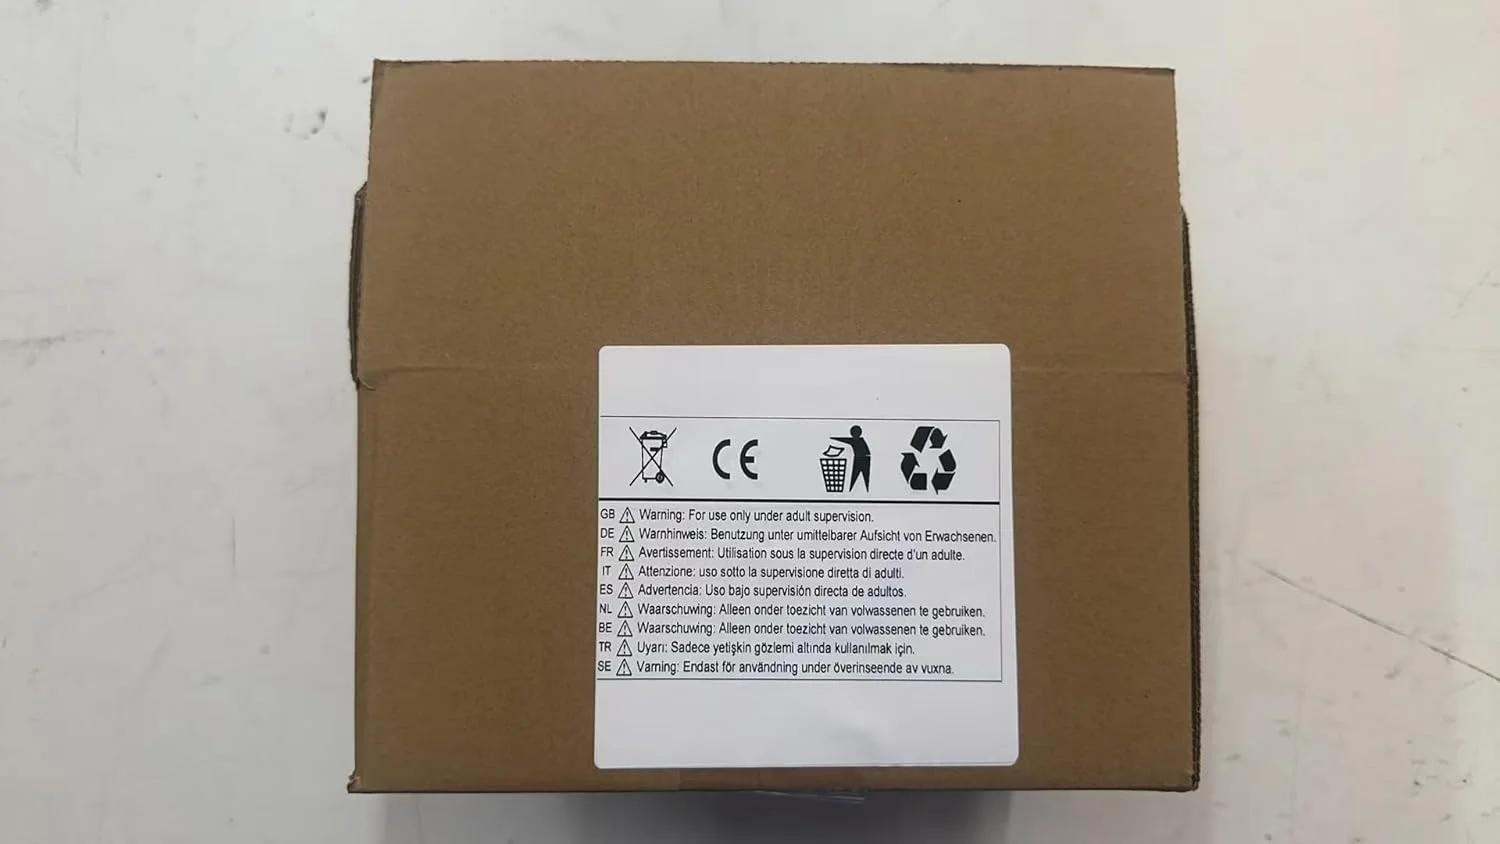 CE
GB ⚠ Warning: For use only under adult supervision.
DE ⚠ Warnhinweis: Benutzung unter umittelbarer Aufsicht von Erwachsenen.
FR ⚠ Avertissement: Utilisation sous la supervision directe d'un adulte.
IT ⚠ Attenzione: uso sotto la supervisione diretta di adulti.
ES ⚠ Advertencia: Uso bajo supervisión directa de adultos.
NL ⚠ Waarschuwing: Alleen onder toezicht van volwassenen te gebruiken.
BE ⚠ Waarschuwing: Alleen onder toezicht van volwassenen te gebruiken.
TR ⚠ Uyarı: Sadece yetişkin gözlemi altında kullanılmak için.
SE ⚠ Varning: Endast för användning under överinseende av vuxna.